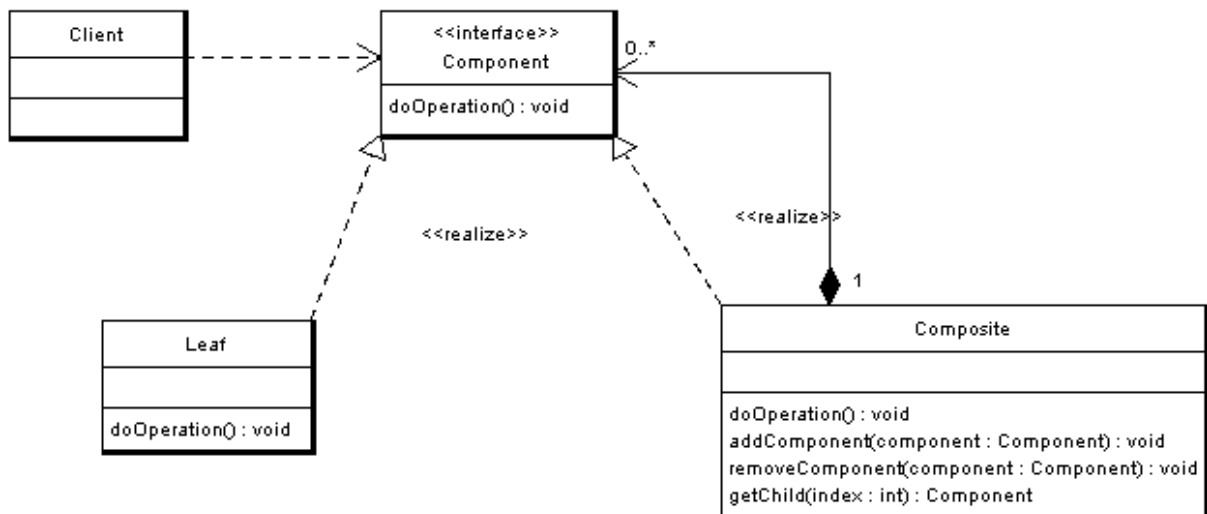 Client
<<interface>>
Component
doOperation() : void
0..*
<<realize>>
<<realize>>
1
Leaf
doOperation() : void
Composite
doOperation() : void
addComponent(component : Component) : void
removeComponent(component : Component) : void
getChild(index : int) : Component